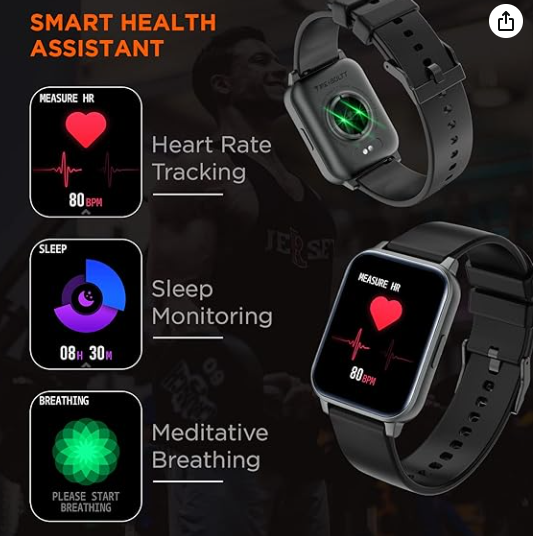 SMART HEALTH
ASSISTANT
MEASURE HR
80 BPM
Heart Rate
Tracking
SLEEP
08H 30M
Sleep
Monitoring
BREATHING
PLEASE START
BREATHING
Meditative
Breathing
MEASURE HR
80 BPM